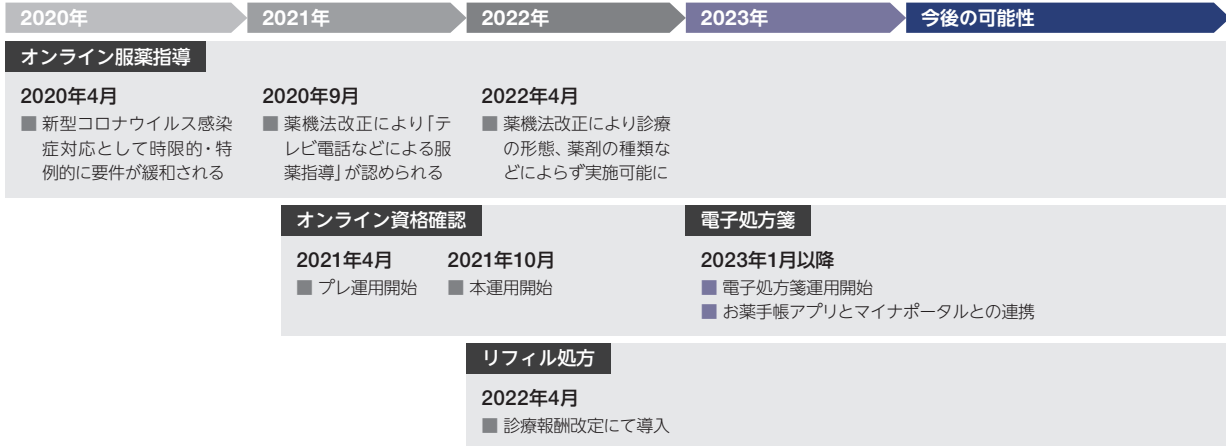 2020年
2021年
2022年
2023年
今後の可能性
オンライン服薬指導
2020年4月
■ 新型コロナウイルス感染
症対応として時限的・特
例的に要件が緩和される
2020年9月
■ 薬機法改正により「テ
レビ電話などによる服
薬指導」が認められる
2022年4月
■ 薬機法改正により診療
の形態、薬剤の種類な
どによらず実施可能に
オンライン資格確認
2021年4月
■ プレ運用開始
2021年10月
■ 本運用開始
電子処方箋
2023年1月以降
■ 電子処方箋運用開始
■ お薬手帳アプリとマイナポータルとの連携
リフィル処方
2022年4月
■ 診療報酬改定にて導入